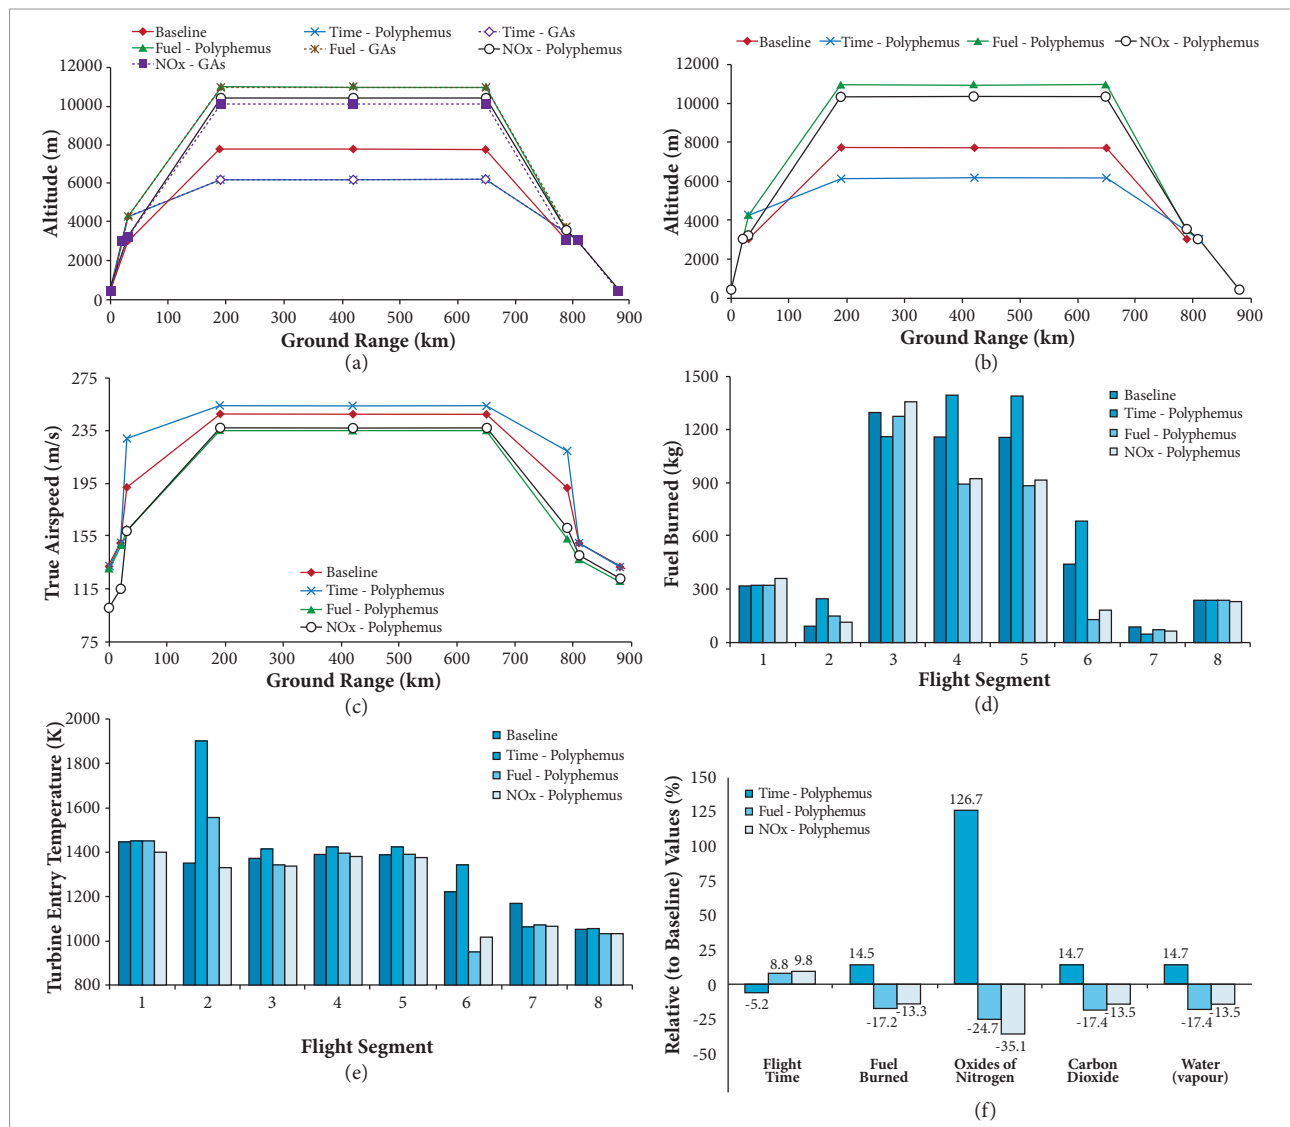 Baseline
Time - Polyphemus
Time - GAs
Fuel - Polyphemus
Fuel - GAs
NOx - Polyphemus
NOx - GAs
12000
10000
8000
6000
4000
2000
0
Altitude (m)
0 100 200 300 400 500 600 700 800 900
Ground Range (km)
(a)
Baseline
Time - Polyphemus
Fuel - Polyphemus
NOx - Polyphemus
12000
10000
8000
6000
4000
2000
0
Altitude (m)
0 100 200 300 400 500 600 700 800 900
Ground Range (km)
(b)
275
235
195
155
115
75
True Airspeed (m/s)
Baseline
Time - Polyphemus
Fuel - Polyphemus
NOx - Polyphemus
0 100 200 300 400 500 600 700 800 900
Ground Range (km)
(c)
1500
1200
900
600
300
0
Fuel Burned (kg)
Baseline
Time - Polyphemus
Fuel - Polyphemus
NOx - Polyphemus
1 2 3 4 5 6 7 8
Flight Segment
(d)
2000
1800
1600
1400
1200
1000
800
Turbine Entry Temperature (K)
Baseline
Time - Polyphemus
Fuel - Polyphemus
NOx - Polyphemus
1 2 3 4 5 6 7 8
Flight Segment
(e)
150
125
100
75
50
25
0
-25
-50
Relative (to Baseline) Values (%)
Time - Polyphemus
Fuel - Polyphemus
NOx - Polyphemus
-5.2
8.8
9.8
14.5
-17.2
-13.3
126.7
-24.7
-35.1
14.7
-17.4
-13.5
14.7
-17.4
-13.5
Flight
Time
Fuel
Burned
Oxides of
Nitrogen
Carbon
Dioxide
Water
(vapour)
(f)